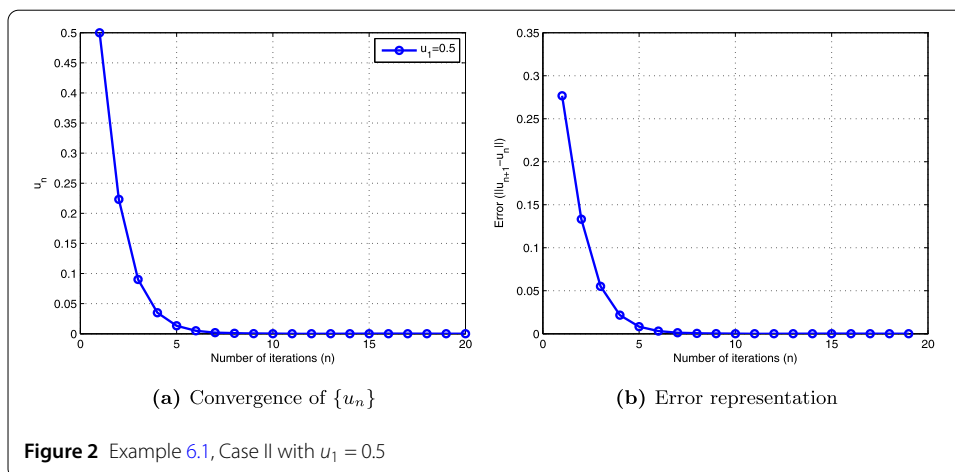 0.5
0.45
0.4
0.35
0.3
0.25
0.2
0.15
0.1
0.05
0
u_n
u_1=0.5
0 5 10 15 20
Number of iterations (n)
(a) Convergence of {u_n}
0.35
0.3
0.25
0.2
0.15
0.1
0.05
0
Error (||u_{n+1}-u_n||)
0 5 10 15 20
Number of iterations (n)
(b) Error representation
Figure 2 Example 6.1, Case II with u_1 = 0.5